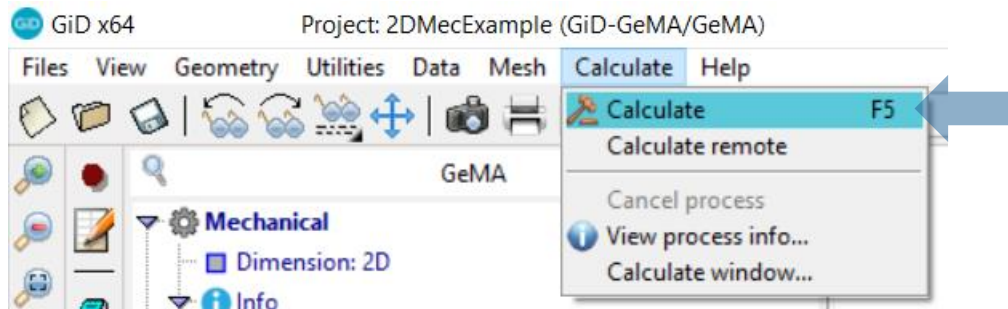 GiD GiD x64 Project: 2DMecExample (GiD-GeMA/GeMA)
Files View Geometry Utilities Data Mesh Calculate Help
Calculate F5
Calculate remote
Cancel process
View process info...
Calculate window...
GeMA
Mechanical
Dimension: 2D
Info